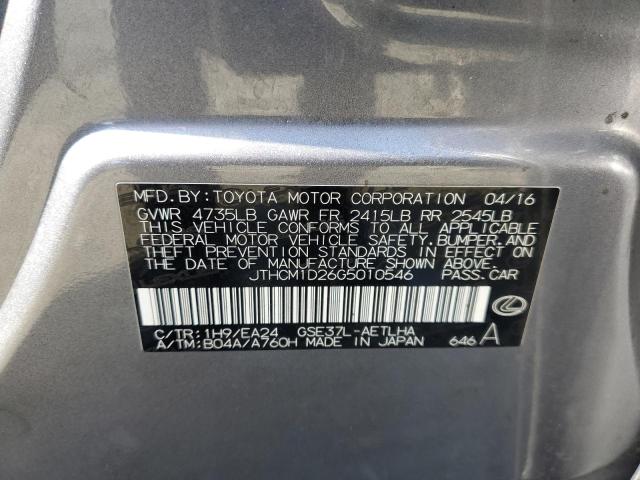 MFD. BY: TOYOTA MOTOR CORPORATION 04/16
GVWR 4735LB GAWR FR 2415LB RR 2545LB
THIS VEHICLE CONFORMS TO ALL APPLICABLE
FEDERAL MOTOR VEHICLE SAFETY, BUMPER, AND
THEFT PREVENTION STANDARDS IN EFFECT ON
THE DATE OF MANUFACTURE SHOWN ABOVE.
JTHCM1D26G5010546 PASS. CAR
C/TR: 1H9/EA24 GSE37L-AETLHA
A/TM: B04A/A760H MADE IN JAPAN 646 A